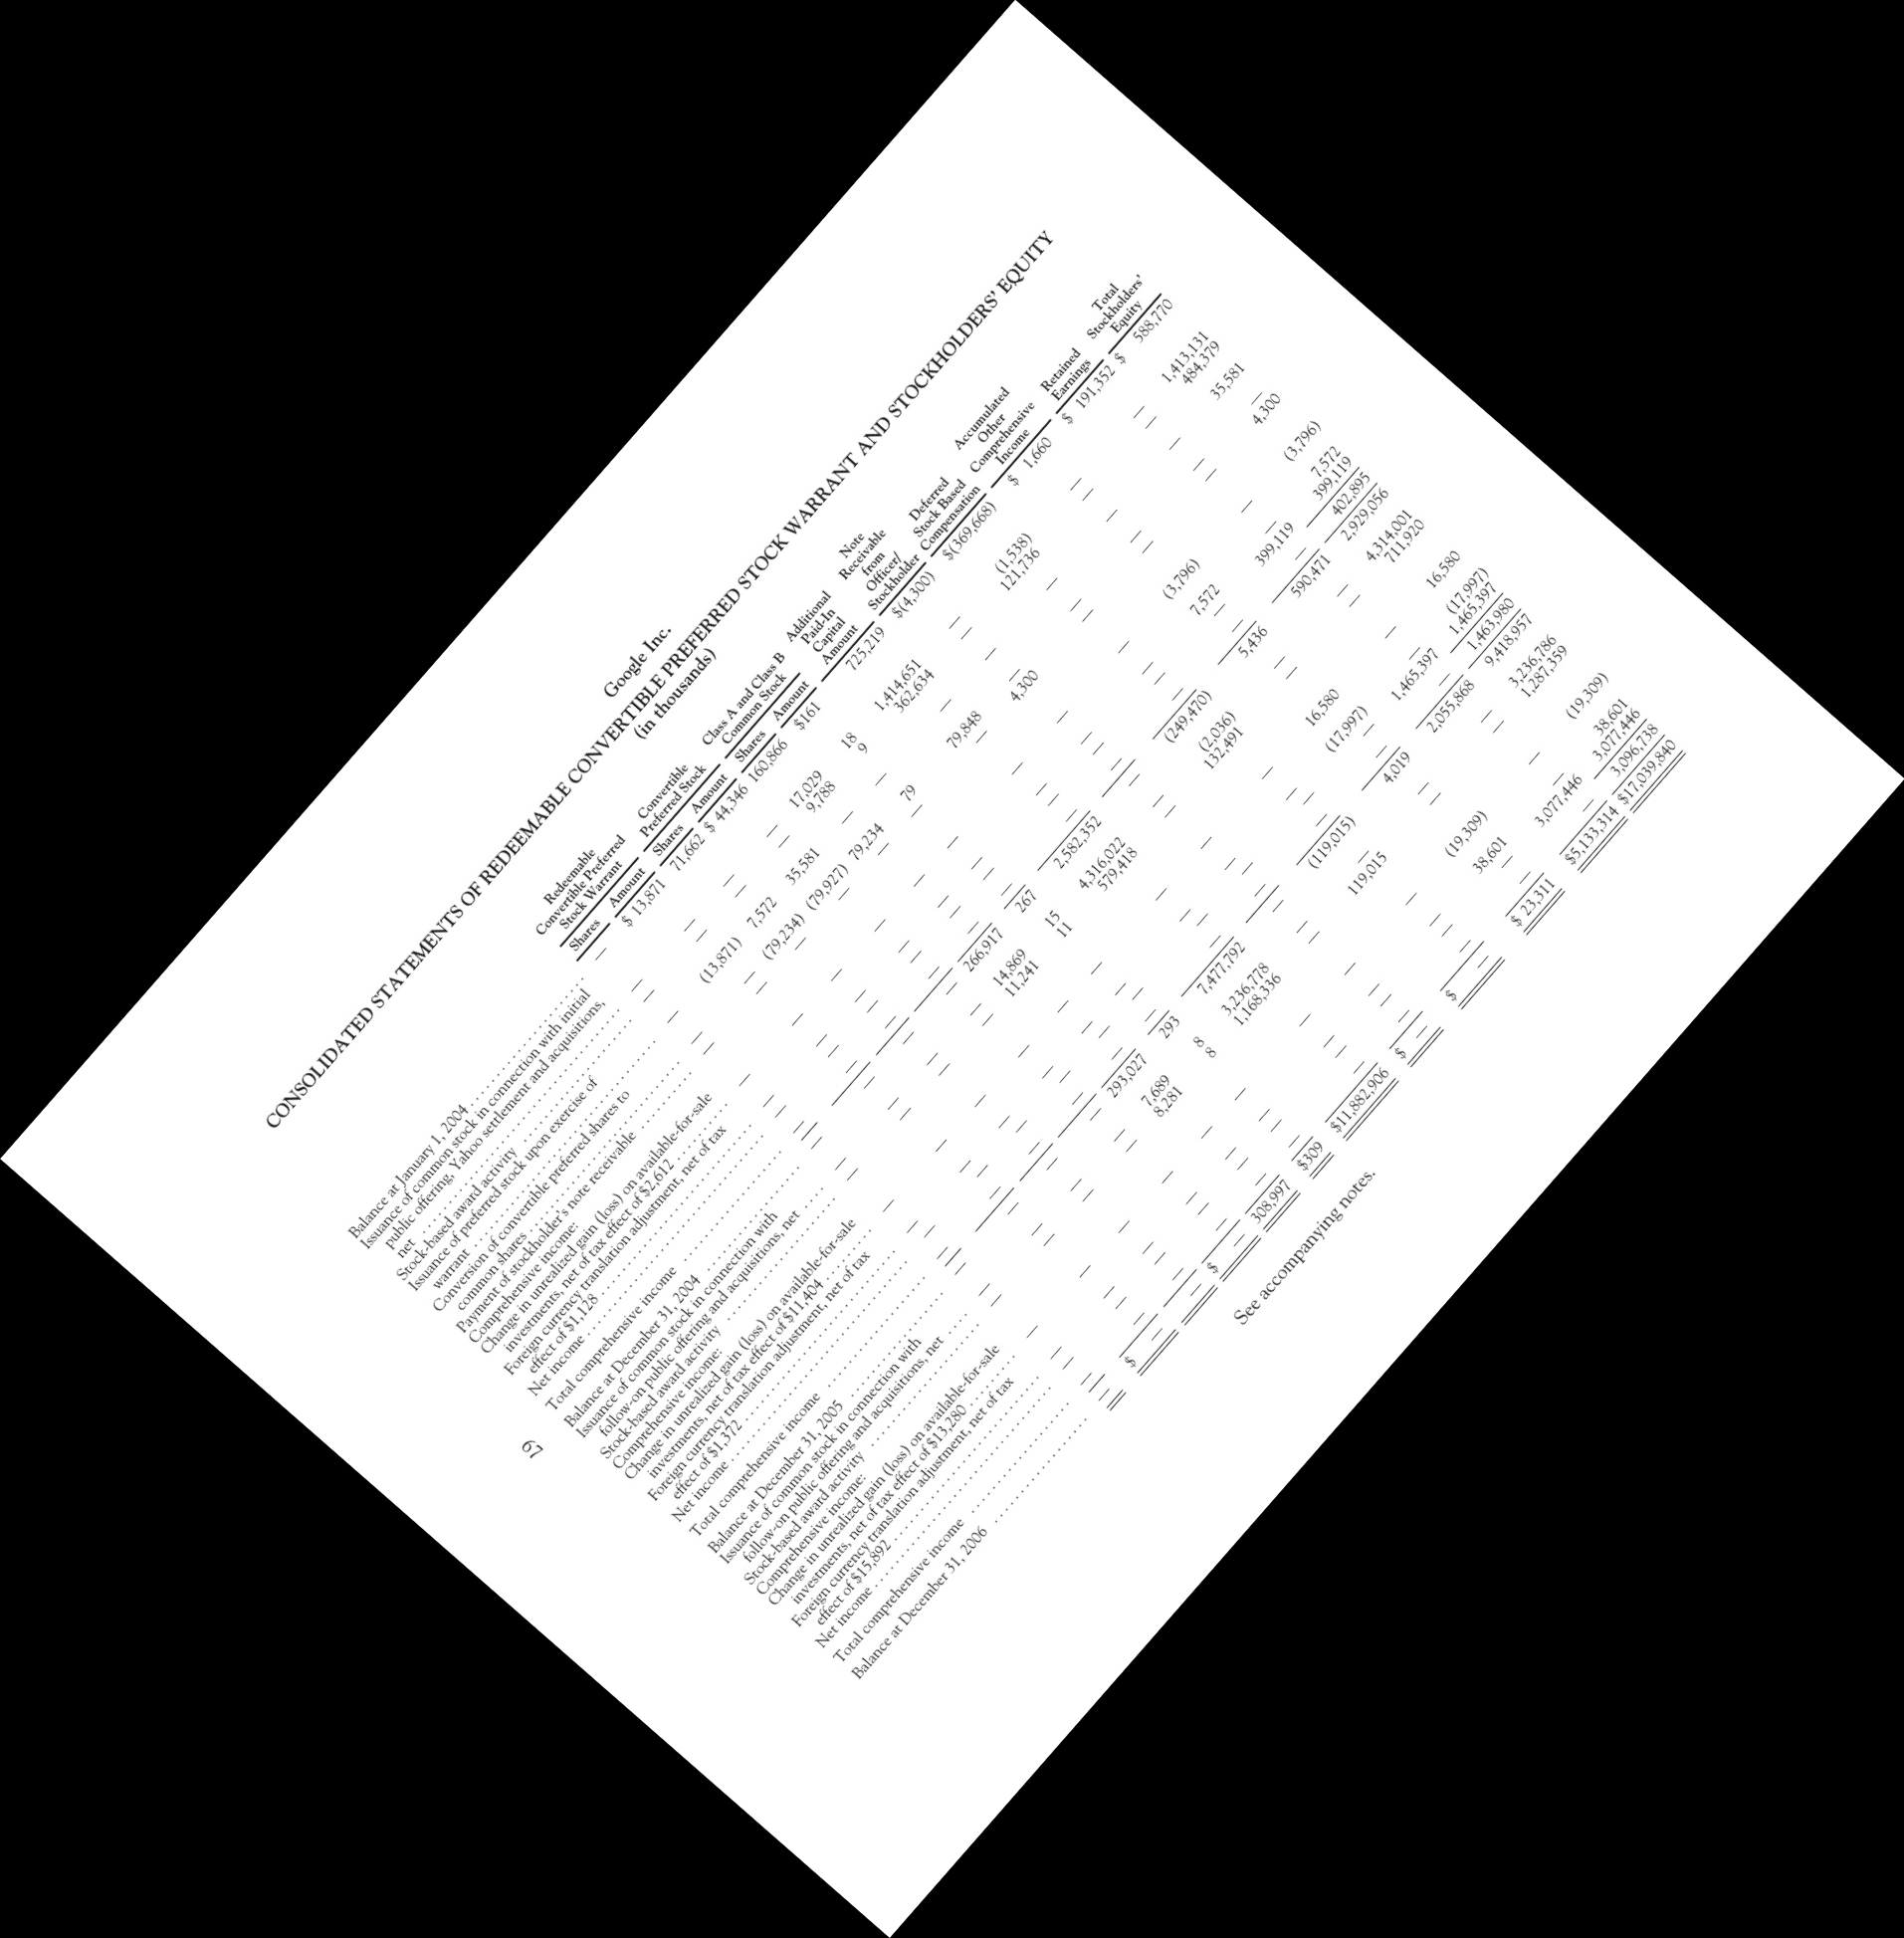 Google Inc.
CONSOLIDATED STATEMENTS OF REDEEMABLE CONVERTIBLE PREFERRED STOCK WARRANT AND STOCKHOLDERS’ EQUITY
(in thousands)
Redeemable Convertible Preferred Stock Warrant
Convertible Preferred Stock
Class A and Class B Common Stock
Additional Paid-In Capital
Note Receivable from Officer/ Stockholder
Deferred Stock Based Compensation
Accumulated Other Comprehensive Income
Retained Earnings
Total Stockholders’ Equity
Shares Amount Shares Amount Shares Amount Amount
Balance at January 1, 2004 — $ 13,871 71,662 $ 44,346 160,866 $161 725,219 $(4,300) $(369,668) $ 1,660 $ 191,352 $ 588,770
Issuance of common stock in connection with initial
public offering, Yahoo settlement and acquisitions,
net — — — — 17,029 18 1,414,651 — (1,538) — — 1,413,131
Stock-based award activity — — — — 9,788 9 362,634 — 121,736 — — 484,379
Issuance of preferred stock upon exercise of
warrant — (13,871) 7,572 35,581 — — — — — — — 35,581
Conversion of convertible preferred shares to
common shares — — (79,234) (79,927) 79,234 79 79,848 — — — — —
Payment of stockholder's note receivable — — — — — — — 4,300 — — — 4,300
Comprehensive income:
Change in unrealized gain (loss) on available-for-sale
investments, net of tax effect of $2,612 — — — — — — — — — (3,796) — (3,796)
Foreign currency translation adjustment, net of tax
effect of $1,128 — — — — — — — — — 7,572 — 7,572
Net income — — — — — — — — — — 399,119 399,119
Total comprehensive income — — — — — — — — — — — 402,895
Balance at December 31, 2004 — — — — 266,917 267 2,582,352 — (249,470) 5,436 590,471 2,929,056
Issuance of common stock in connection with
follow-on public offering and acquisitions, net — — — — 14,869 15 4,316,022 — (2,036) — — 4,314,001
Stock-based award activity — — — — 11,241 11 579,418 — 132,491 — — 711,920
Comprehensive income:
Change in unrealized gain (loss) on available-for-sale
investments, net of tax effect of $11,404 — — — — — — — — — 16,580 — 16,580
Foreign currency translation adjustment, net of tax
effect of $1,372 — — — — — — — — — (17,997) — (17,997)
Net income — — — — — — — — — — 1,465,397 1,465,397
Total comprehensive income — — — — — — — — — — — 1,463,980
Balance at December 31, 2005 — — — — 293,027 293 7,477,792 — (119,015) 4,019 2,055,868 9,418,957
Issuance of common stock in connection with
follow-on public offering and acquisitions, net — — — — 7,689 8 3,236,778 — — — — 3,236,786
Stock-based award activity — — — — 8,281 8 1,168,336 — 119,015 — — 1,287,359
Comprehensive income:
Change in unrealized gain (loss) on available-for-sale
investments, net of tax effect of $13,280 — — — — — — — — — (19,309) — (19,309)
Foreign currency translation adjustment, net of tax
effect of $15,892 — — — — — — — — — 38,601 — 38,601
Net income — — — — — — — — — — 3,077,446 3,077,446
Total comprehensive income — — — — — — — — — — — 3,096,738
Balance at December 31, 2006 — $ — — $ — 308,997 $309 $11,882,906 $ — $ — $ 23,311 $5,133,314 $17,039,840
See accompanying notes.
67